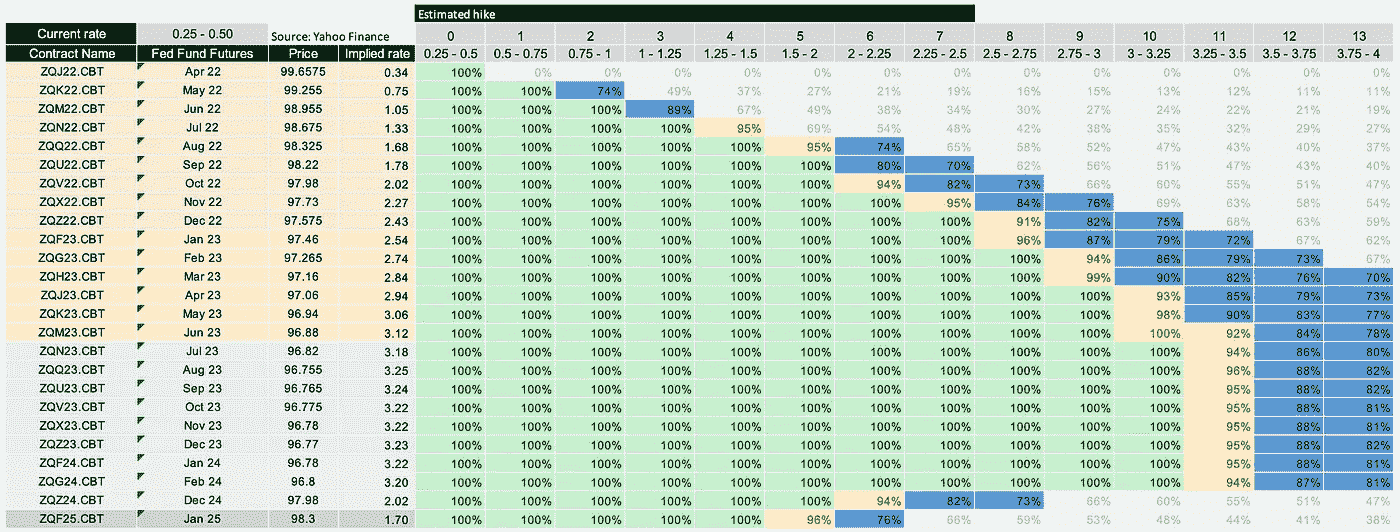 Estimated hike
Current rate 0.25 - 0.50 Source: Yahoo Finance 0 1 2 3 4 5 6 7 8 9 10 11 12 13
Contract Name Fed Fund Futures Price Implied rate 0.25 - 0.5 0.5 - 0.75 0.75 - 1 1 - 1.25 1.25 - 1.5 1.5 - 2 2 - 2.25 2.25 - 2.5 2.5 - 2.75 2.75 - 3 3 - 3.25 3.25 - 3.5 3.5 - 3.75 3.75 - 4
ZQJ22.CBT Apr 22 99.6575 0.34 100% 0% 0% 0% 0% 0% 0% 0% 0% 0% 0% 0% 0% 0%
ZQK22.CBT May 22 99.255 0.75 100% 100% 74% 49% 37% 27% 21% 19% 16% 15% 13% 12% 11% 11%
ZQM22.CBT Jun 22 98.955 1.05 100% 100% 100% 89% 67% 49% 38% 34% 30% 27% 24% 22% 21% 19%
ZQN22.CBT Jul 22 98.675 1.33 100% 100% 100% 100% 95% 69% 54% 48% 42% 38% 35% 32% 29% 27%
ZQQ22.CBT Aug 22 98.325 1.68 100% 100% 100% 100% 100% 95% 74% 65% 58% 52% 47% 43% 40% 37%
ZQU22.CBT Sep 22 98.22 1.78 100% 100% 100% 100% 100% 100% 80% 70% 62% 56% 51% 47% 43% 40%
ZQV22.CBT Oct 22 97.98 2.02 100% 100% 100% 100% 100% 100% 94% 82% 73% 66% 60% 55% 51% 47%
ZQX22.CBT Nov 22 97.73 2.27 100% 100% 100% 100% 100% 100% 100% 95% 84% 76% 69% 63% 58% 54%
ZQZ22.CBT Dec 22 97.575 2.43 100% 100% 100% 100% 100% 100% 100% 100% 91% 82% 75% 68% 63% 59%
ZQF23.CBT Jan 23 97.46 2.54 100% 100% 100% 100% 100% 100% 100% 100% 96% 87% 79% 72% 67% 62%
ZQG23.CBT Feb 23 97.265 2.74 100% 100% 100% 100% 100% 100% 100% 100% 100% 94% 86% 79% 73% 67%
ZQH23.CBT Mar 23 97.16 2.84 100% 100% 100% 100% 100% 100% 100% 100% 100% 99% 90% 82% 76% 70%
ZQJ23.CBT Apr 23 97.06 2.94 100% 100% 100% 100% 100% 100% 100% 100% 100% 100% 93% 85% 79% 73%
ZQK23.CBT May 23 96.94 3.06 100% 100% 100% 100% 100% 100% 100% 100% 100% 100% 98% 90% 83% 77%
ZQM23.CBT Jun 23 96.88 3.12 100% 100% 100% 100% 100% 100% 100% 100% 100% 100% 100% 92% 84% 78%
ZQN23.CBT Jul 23 96.82 3.18 100% 100% 100% 100% 100% 100% 100% 100% 100% 100% 100% 94% 86% 80%
ZQQ23.CBT Aug 23 96.755 3.25 100% 100% 100% 100% 100% 100% 100% 100% 100% 100% 100% 96% 88% 82%
ZQU23.CBT Sep 23 96.765 3.24 100% 100% 100% 100% 100% 100% 100% 100% 100% 100% 100% 95% 88% 82%
ZQV23.CBT Oct 23 96.775 3.22 100% 100% 100% 100% 100% 100% 100% 100% 100% 100% 100% 95% 88% 81%
ZQX23.CBT Nov 23 96.78 3.22 100% 100% 100% 100% 100% 100% 100% 100% 100% 100% 100% 95% 88% 81%
ZQZ23.CBT Dec 23 96.77 3.23 100% 100% 100% 100% 100% 100% 100% 100% 100% 100% 100% 95% 88% 82%
ZQF24.CBT Jan 24 96.78 3.22 100% 100% 100% 100% 100% 100% 100% 100% 100% 100% 100% 95% 88% 81%
ZQG24.CBT Feb 24 96.8 3.20 100% 100% 100% 100% 100% 100% 100% 100% 100% 100% 100% 94% 87% 81%
ZQZ24.CBT Dec 24 97.98 2.02 100% 100% 100% 100% 100% 100% 94% 82% 73% 66% 60% 55% 51% 47%
ZQF25.CBT Jan 25 98.3 1.70 100% 100% 100% 100% 100% 96% 76% 66% 59% 53% 48% 44% 41% 38%